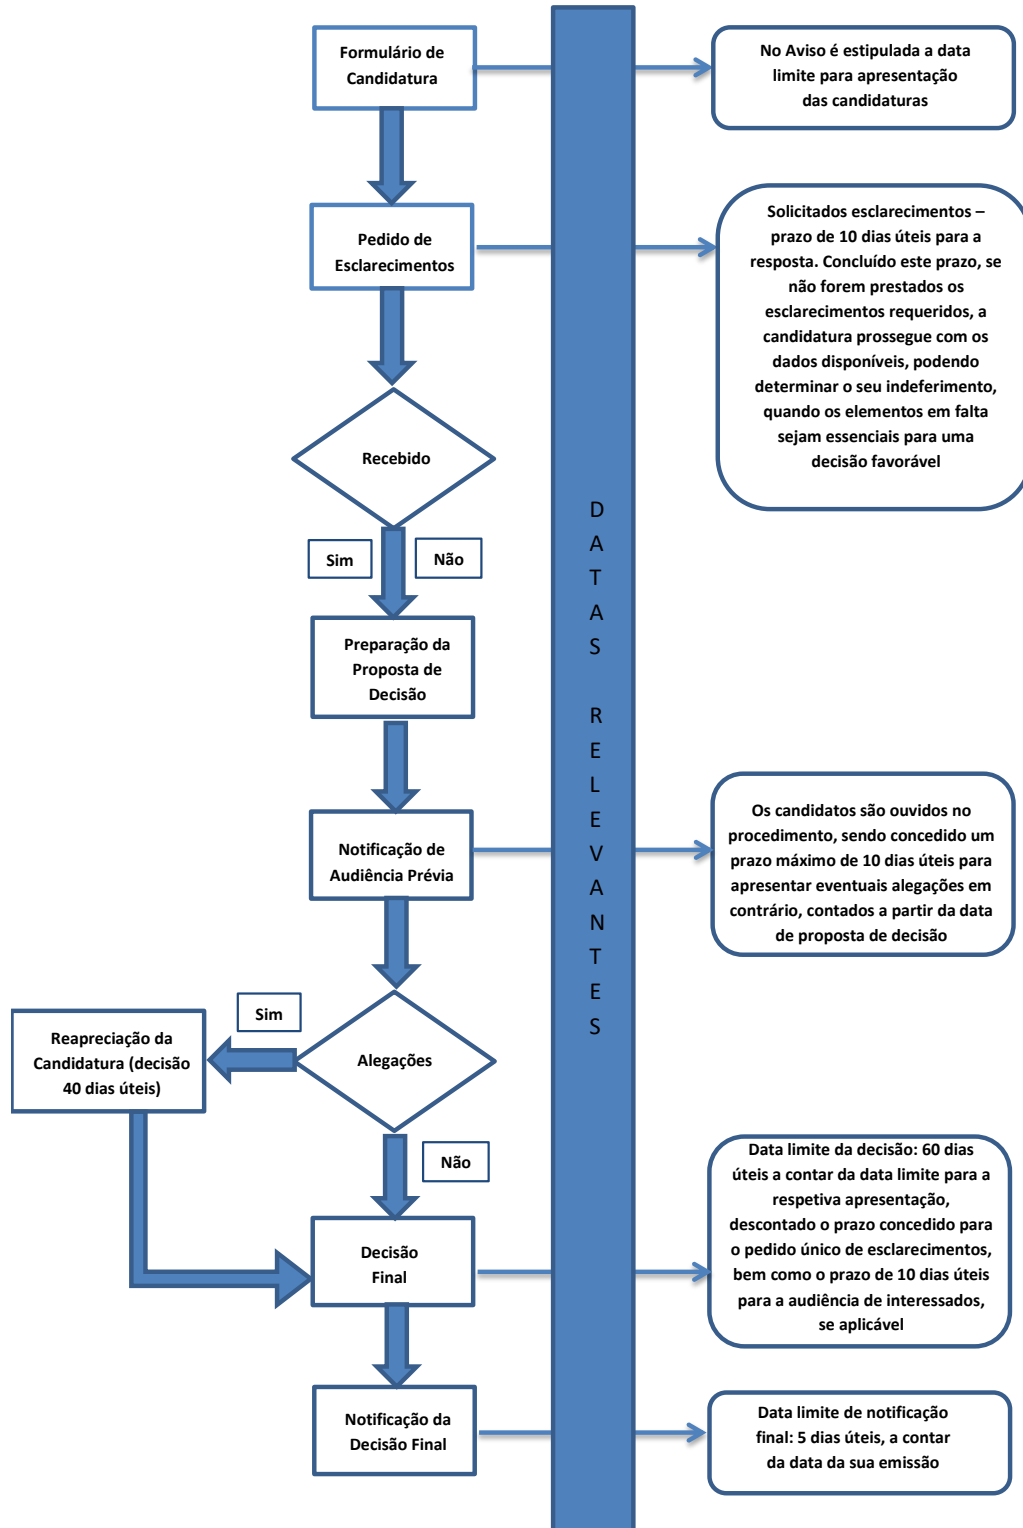 Formulário de
Candidatura
No Aviso é estipulada a data
limite para apresentação
das candidaturas
Pedido de
Esclarecimentos
Solicitados esclarecimentos –
prazo de 10 dias úteis para a
resposta. Concluído este prazo, se
não forem prestados os
esclarecimentos requeridos, a
candidatura prossegue com os
dados disponíveis, podendo
determinar o seu indeferimento,
quando os elementos em falta
sejam essenciais para uma
decisão favorável
Recebido
Sim
Não
Preparação da
Proposta de
Decisão
DATAS RELEVANTES
Notificação de
Audiência Prévia
Os candidatos são ouvidos no
procedimento, sendo concedido um
prazo máximo de 10 dias úteis para
apresentar eventuais alegações em
contrário, contados a partir da data
de proposta de decisão
Alegações
Sim
Reapreciação da
Candidatura (decisão
40 dias úteis)
Não
Decisão
Final
Data limite da decisão: 60 dias
úteis a contar da data limite para a
respetiva apresentação,
descontado o prazo concedido para
o pedido único de esclarecimentos,
bem como o prazo de 10 dias úteis
para a audiência de interessados,
se aplicável
Notificação da
Decisão Final
Data limite de notificação
final: 5 dias úteis, a contar
da data da sua emissão